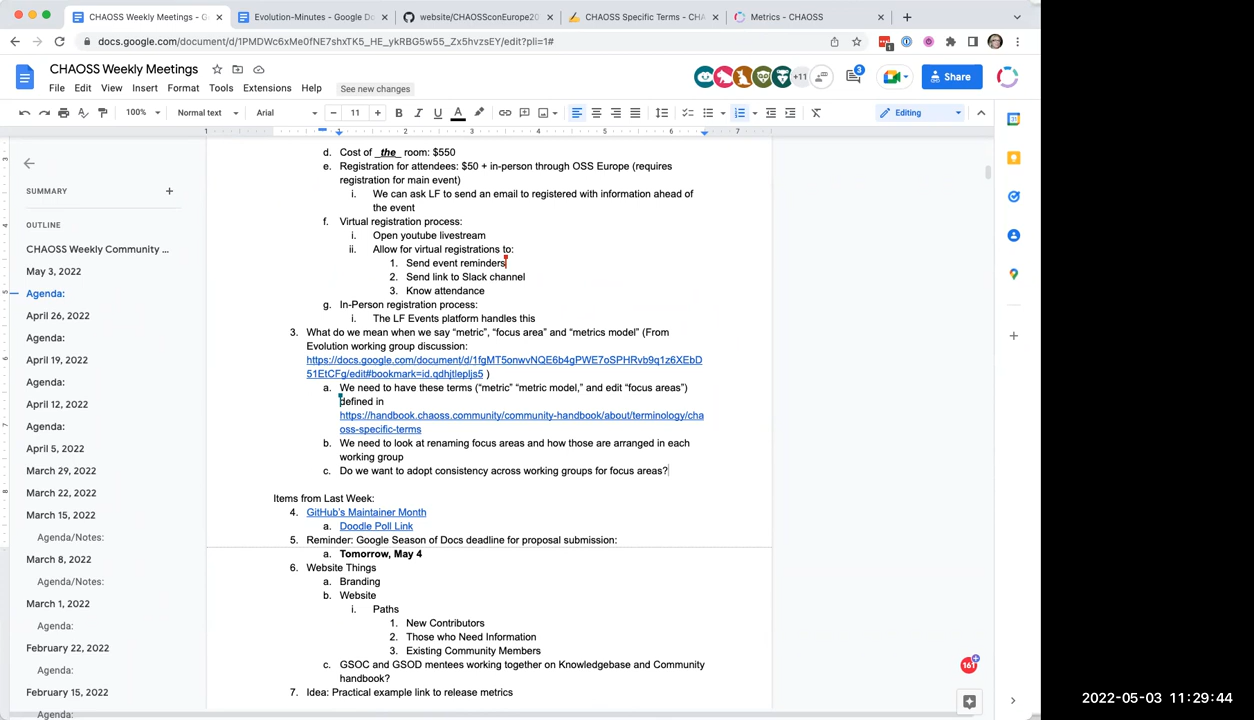 CHAOSS Weekly Meetings - G
Evolution-Minutes - Google Do
website/CHAOSSconEurope20
CHAOSS Specific Terms - CHA
Metrics - CHAOSS
docs.google.com/document/d/1PMDWc6xMe0fNE7shxTK5_HE_ykRBG5w55_Zx5hvzsEY/edit?pli=1#
CHAOSS Weekly Meetings
+11
3
Share
File Edit View Insert Format Tools Extensions Help
See new changes
100% Normal text Arial 11 Editing
1 1 2 3 4 5 6 7
SUMMARY
OUTLINE
CHAOSS Weekly Community ...
May 3, 2022
Agenda:
April 26, 2022
Agenda:
April 19, 2022
Agenda:
April 12, 2022
Agenda:
April 5, 2022
March 29, 2022
March 22, 2022
March 15, 2022
Agenda/Notes:
March 8, 2022
Agenda/Notes:
March 1, 2022
Agenda:
February 22, 2022
Agenda:
February 15, 2022
Agenda:
d. Cost of _the_ room: $550
e. Registration for attendees: $50 + in-person through OSS Europe (requires
registration for main event)
i. We can ask LF to send an email to registered with information ahead of
the event
f. Virtual registration process:
i. Open youtube livestream
ii. Allow for virtual registrations to:
1. Send event reminders
2. Send link to Slack channel
3. Know attendance
g. In-Person registration process:
i. The LF Events platform handles this
3. What do we mean when we say “metric”, “focus area” and “metrics model” (From
Evolution working group discussion:
https://docs.google.com/document/d/1fgMT5onwvNQE6b4gPWE7oSPHRvb9q1z6XEbD
51EtCFg/edit#bookmark=id.qdhjtlepljs5 )
a. We need to have these terms (“metric” “metric model,” and edit “focus areas”)
defined in
https://handbook.chaoss.community/community-handbook/about/terminology/cha
oss-specific-terms
b. We need to look at renaming focus areas and how those are arranged in each
working group
c. Do we want to adopt consistency across working groups for focus areas?
Items from Last Week:
4. GitHub’s Maintainer Month
a. Doodle Poll Link
5. Reminder: Google Season of Docs deadline for proposal submission:
a. Tomorrow, May 4
6. Website Things
a. Branding
b. Website
i. Paths
1. New Contributors
2. Those who Need Information
3. Existing Community Members
c. GSOC and GSOD mentees working together on Knowledgebase and Community
handbook?
7. Idea: Practical example link to release metrics
161
2022-05-03 11:29:44